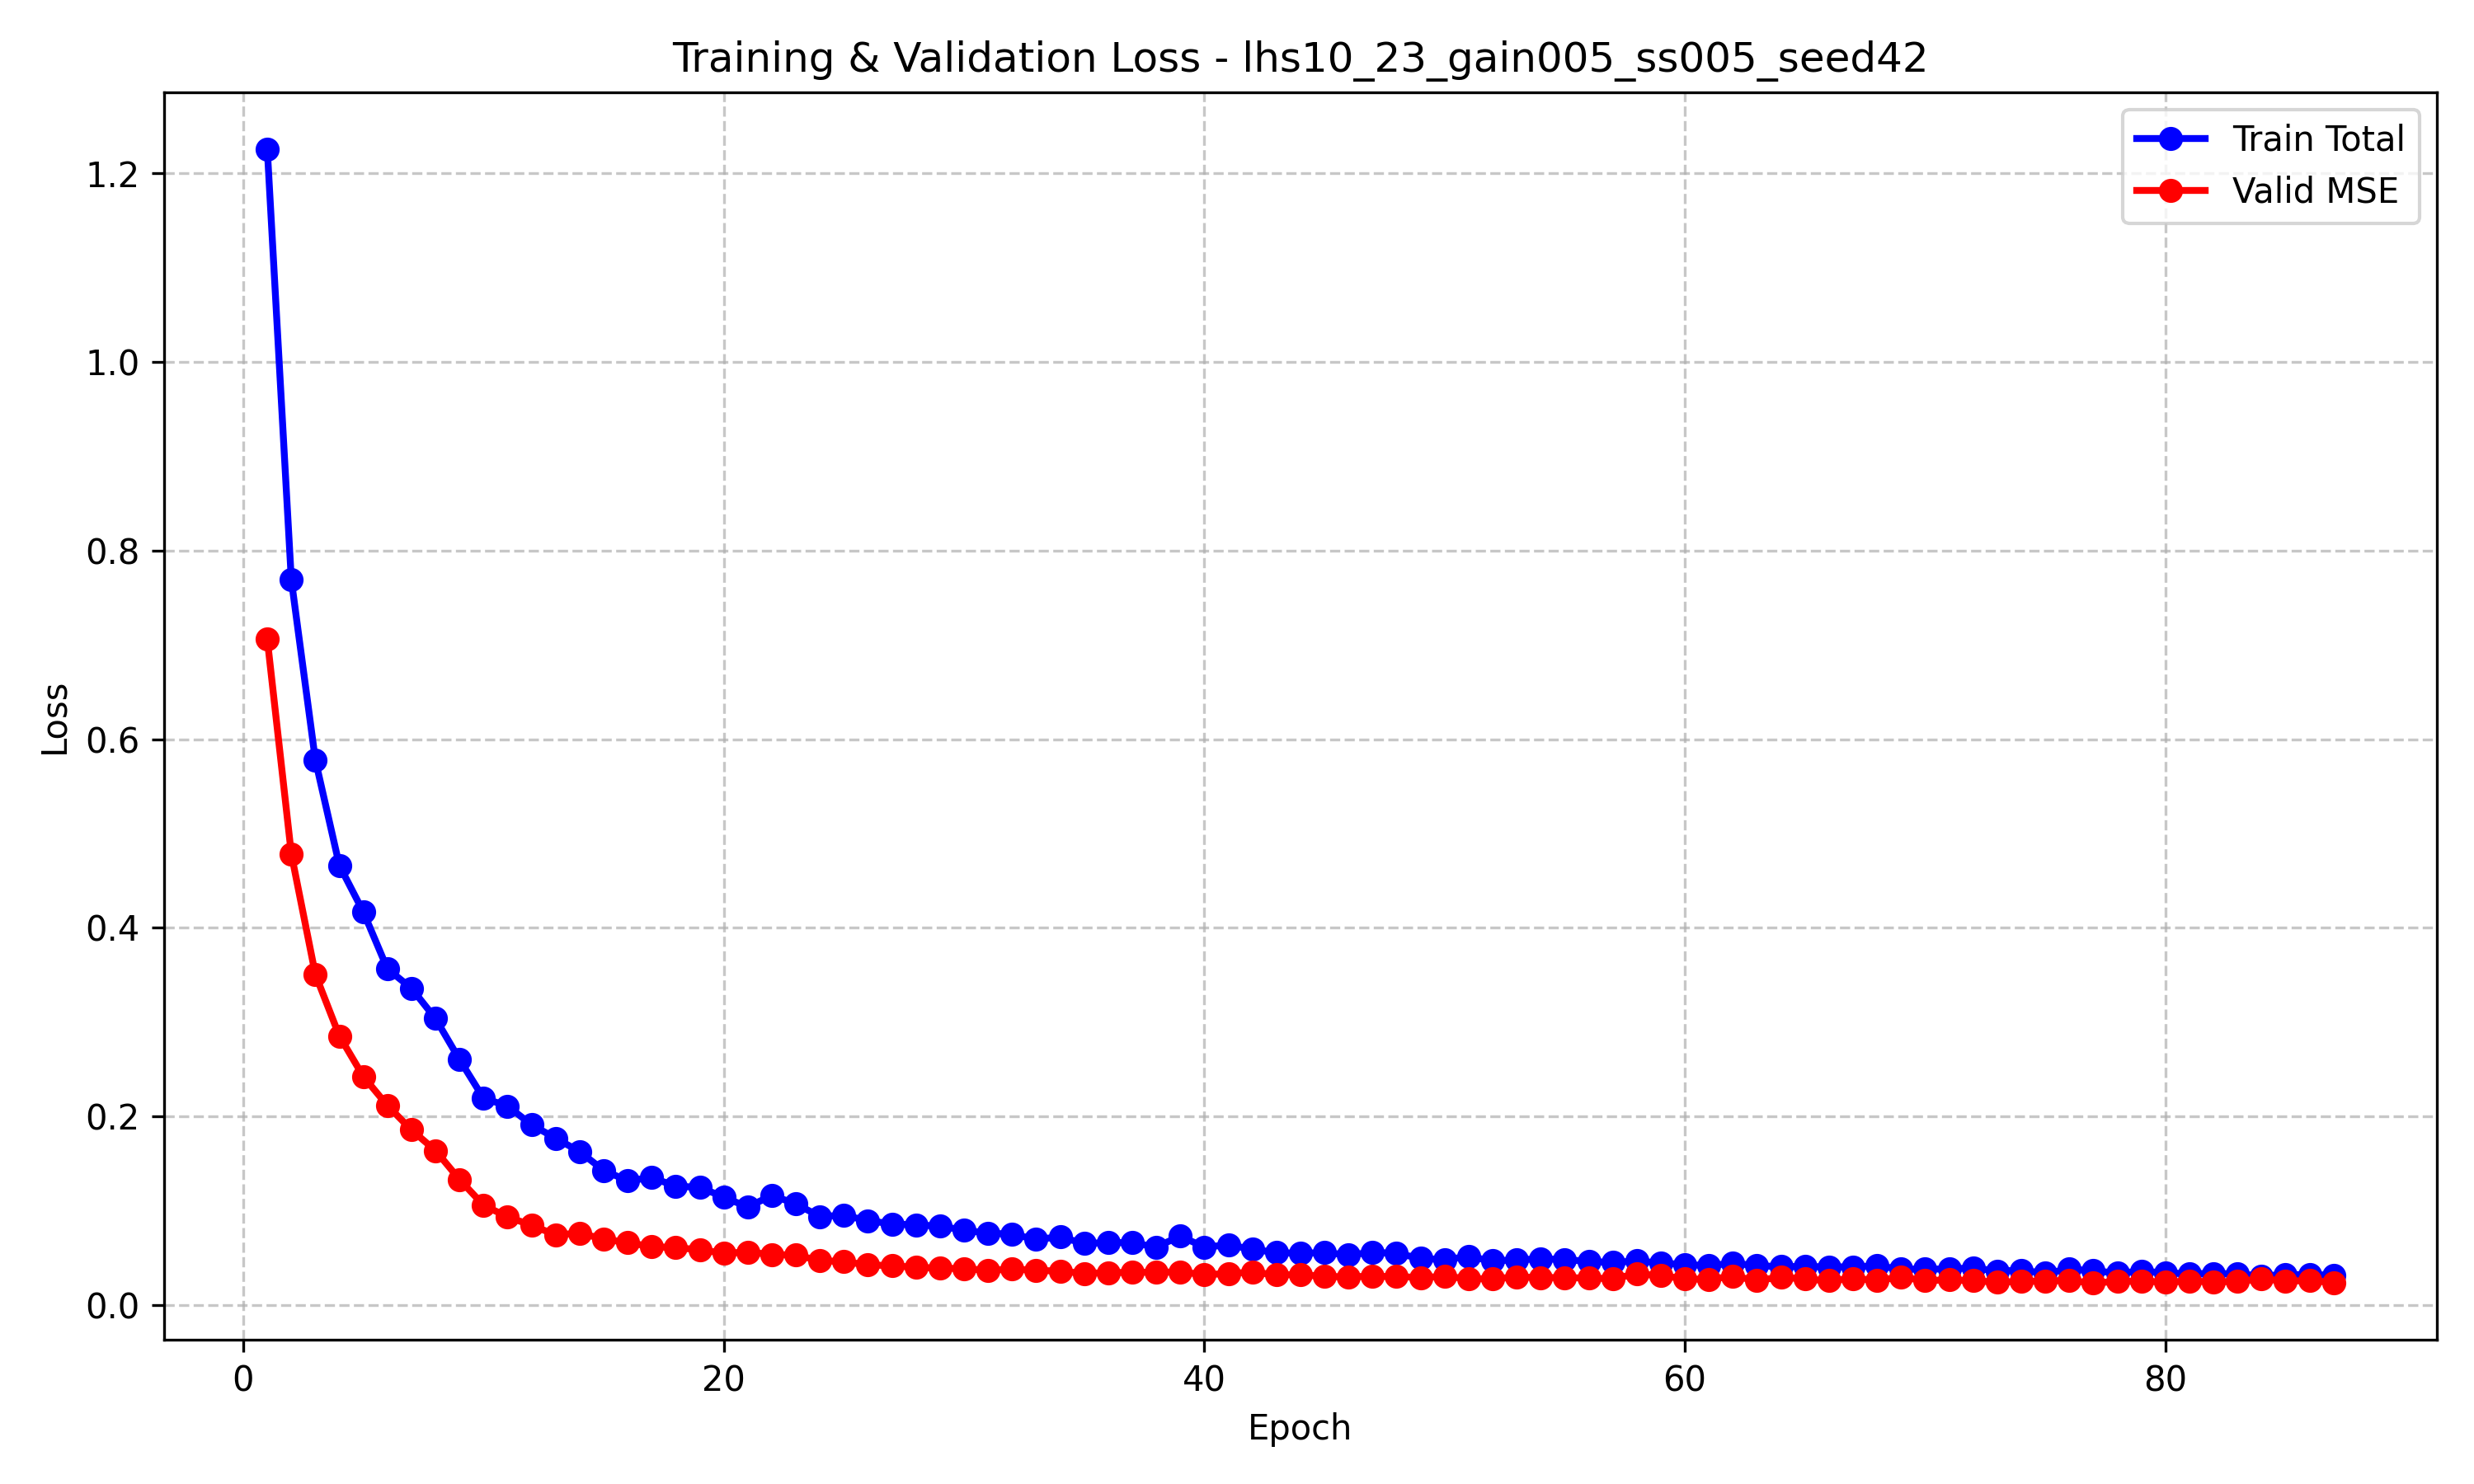 Training & Validation Loss - lhs10_23_gain005_ss005_seed42
Train Total
Valid MSE
1.2
1.0
0.8
0.6
0.4
0.2
0.0
Loss
0 20 40 60 80
Epoch